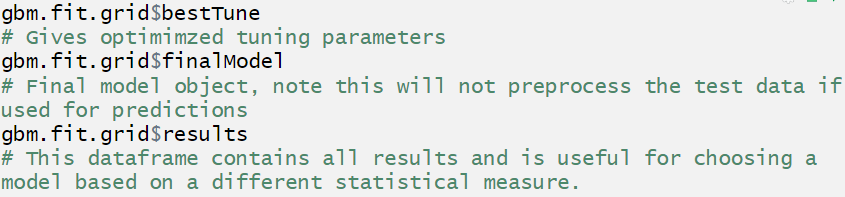 gbm.fit.grid$bestTune
# Gives optimimzed tuning parameters
gbm.fit.grid$finalModel
# Final model object, note this will not preprocess the test data if
used for predictions
gbm.fit.grid$results
# This dataframe contains all results and is useful for choosing a
model based on a different statistical measure.